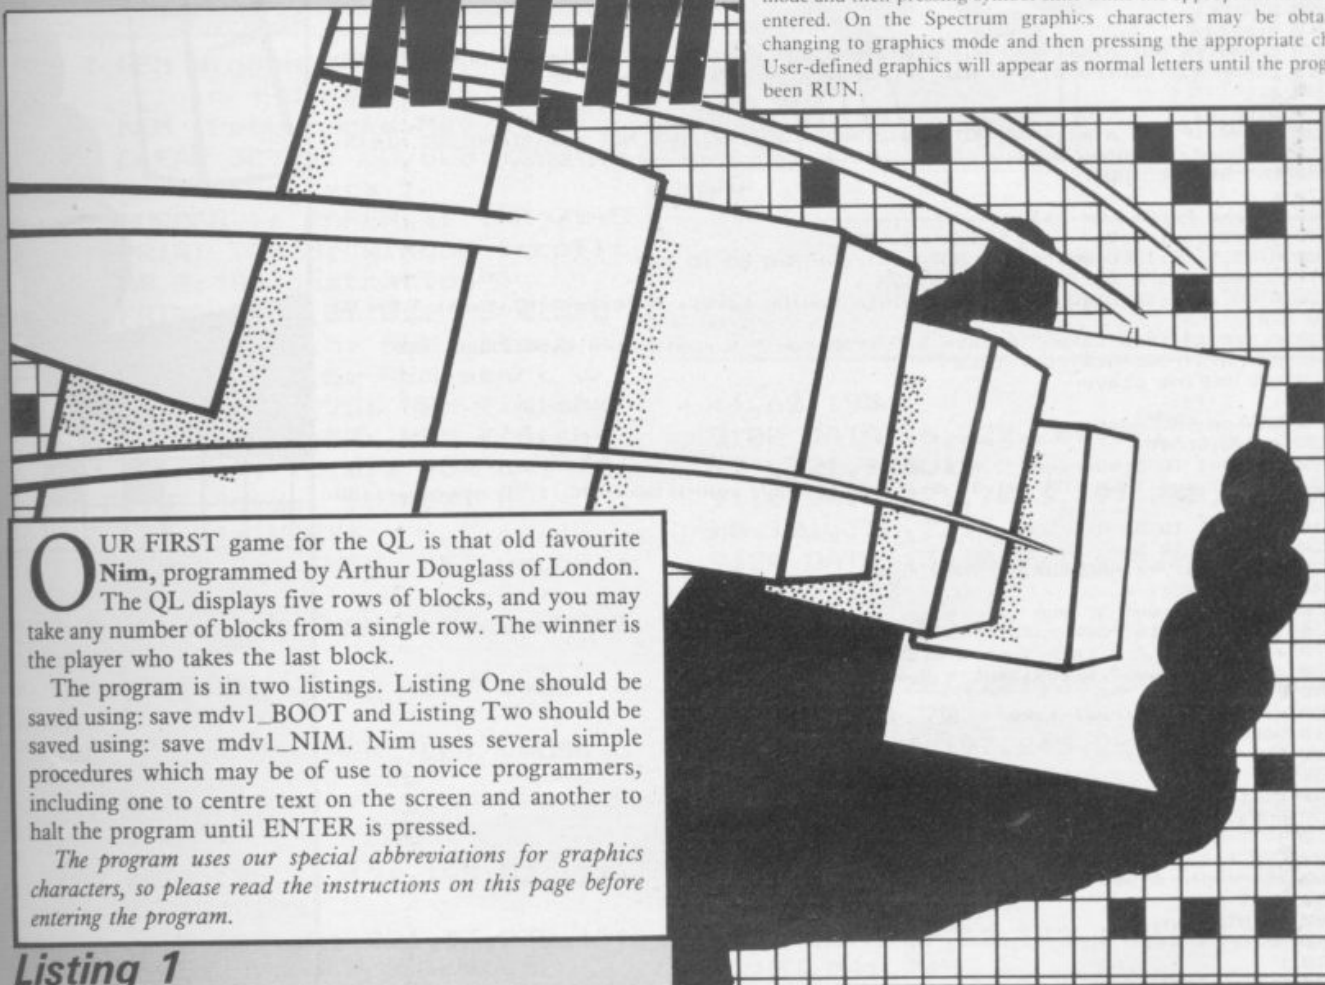 entered. On the Spectrum graphics characters may be
changing to graphics mode and then pressing the appropriate
User-defined graphics will appear as normal letters until the
been RUN.
OUR FIRST game for the QL is that old favourite
Nim, programmed by Arthur Douglass of London.
The QL displays five rows of blocks, and you may
take any number of blocks from a single row. The winner is
the player who takes the last block.
The program is in two listings. Listing One should be
saved using: save mdv1_BOOT and Listing Two should be
saved using: save mdv1_NIM. Nim uses several simple
procedures which may be of use to novice programmers,
including one to centre text on the screen and another to
halt the program until ENTER is pressed.
The program uses our special abbreviations for graphics
characters, so please read the instructions on this page before
entering the program.
Listing 1